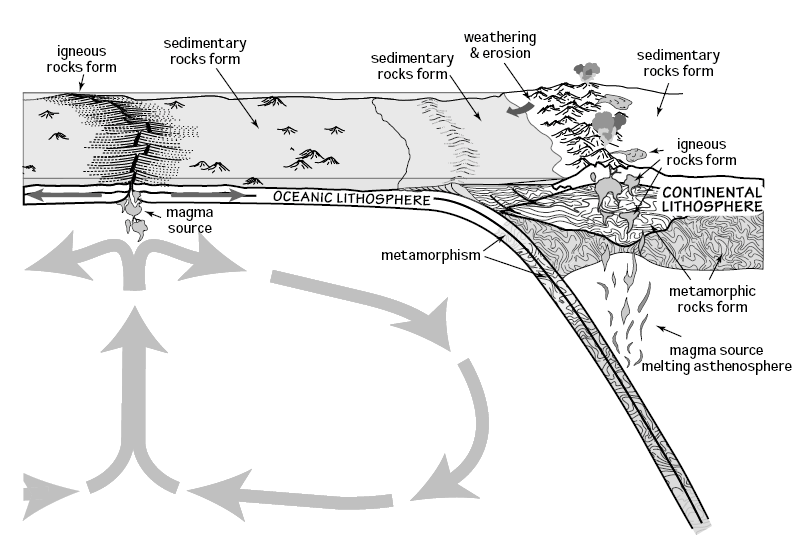 igneous
rocks form
sedimentary
rocks form
sedimentary
rocks form
weathering
& erosion
sedimentary
rocks form
igneous
rocks form
CONTINENTAL
LITHOSPHERE
OCEANIC LITHOSPHERE
magma
source
metamorphism
metamorphic
rocks form
magma source
melting asthenosphere